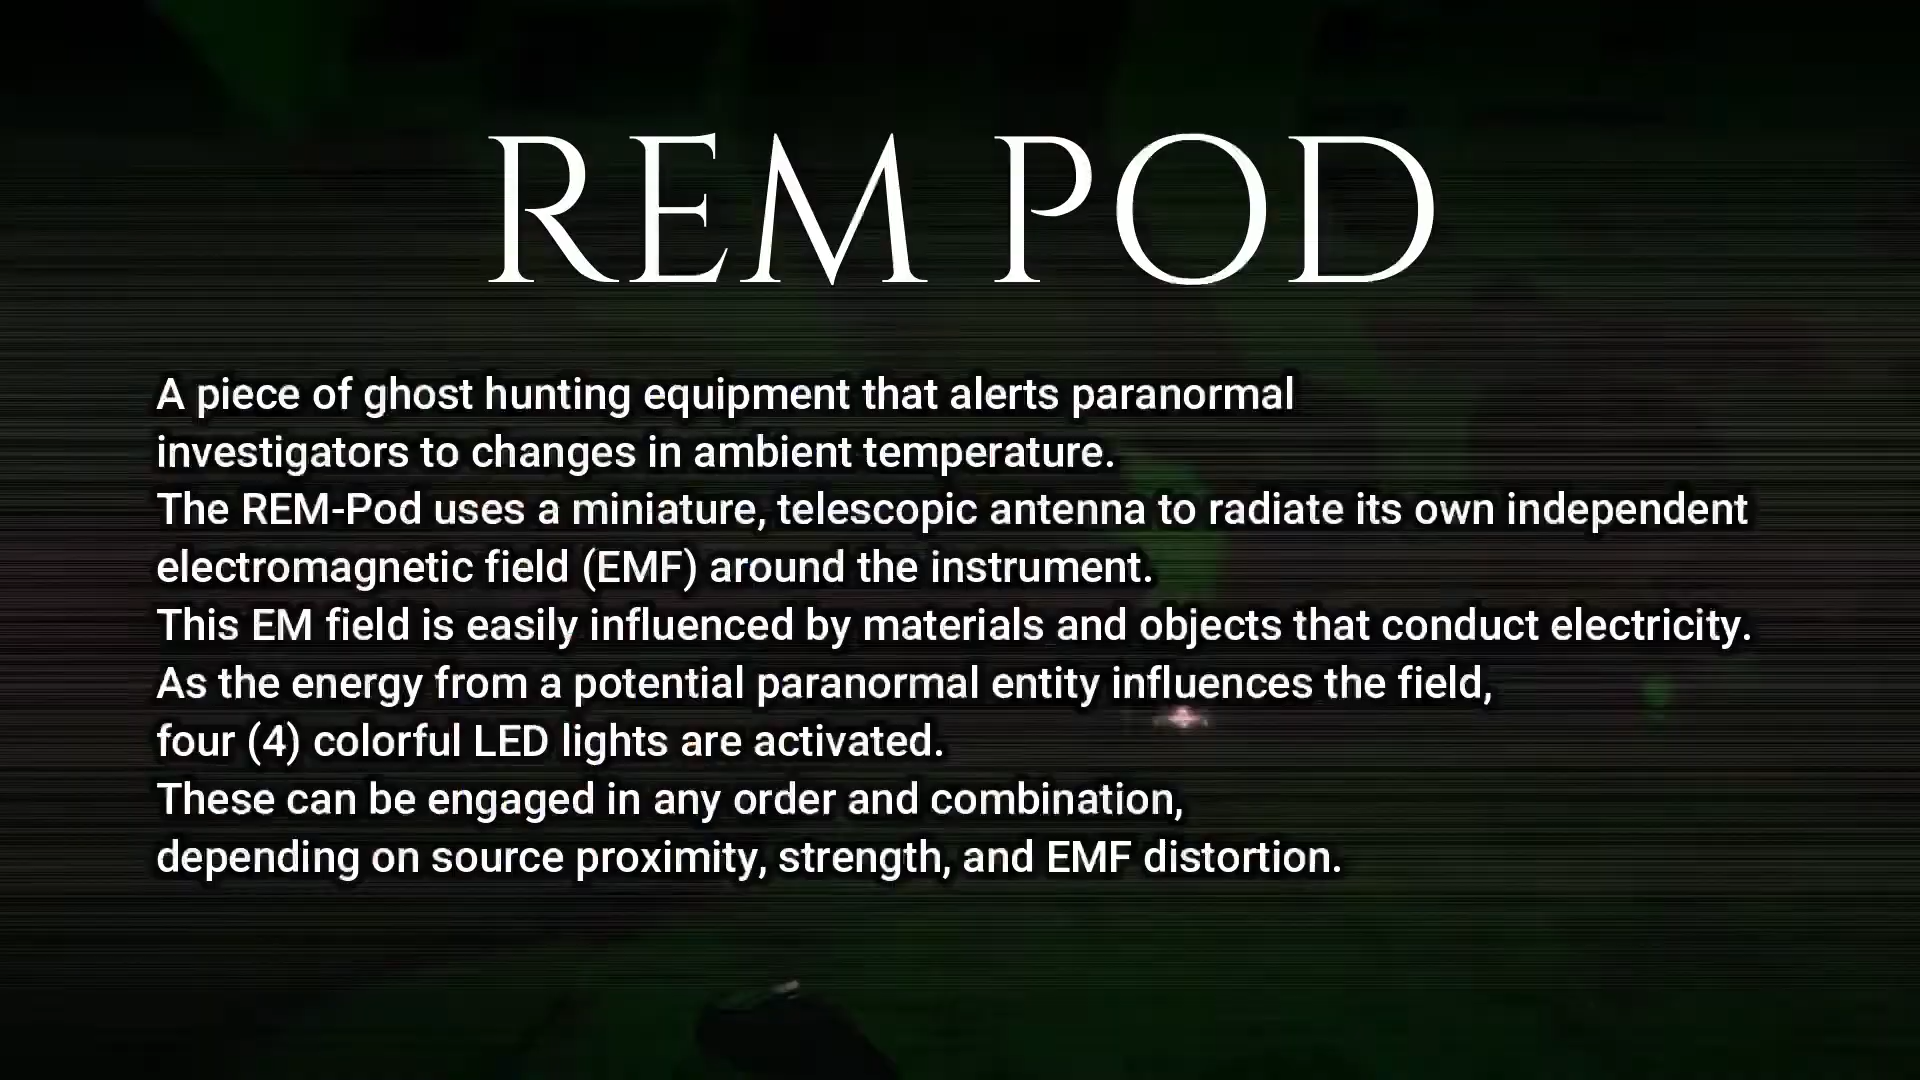 REM POD
A piece of ghost hunting equipment that alerts paranormal
investigators to changes in ambient temperature.
The REM-Pod uses a miniature, telescopic antenna to radiate its own independent
electromagnetic field (EMF) around the instrument.
This EM field is easily influenced by materials and objects that conduct electricity.
As the energy from a potential paranormal entity influences the field,
four (4) colorful LED lights are activated.
These can be engaged in any order and combination,
depending on source proximity, strength, and EMF distortion.